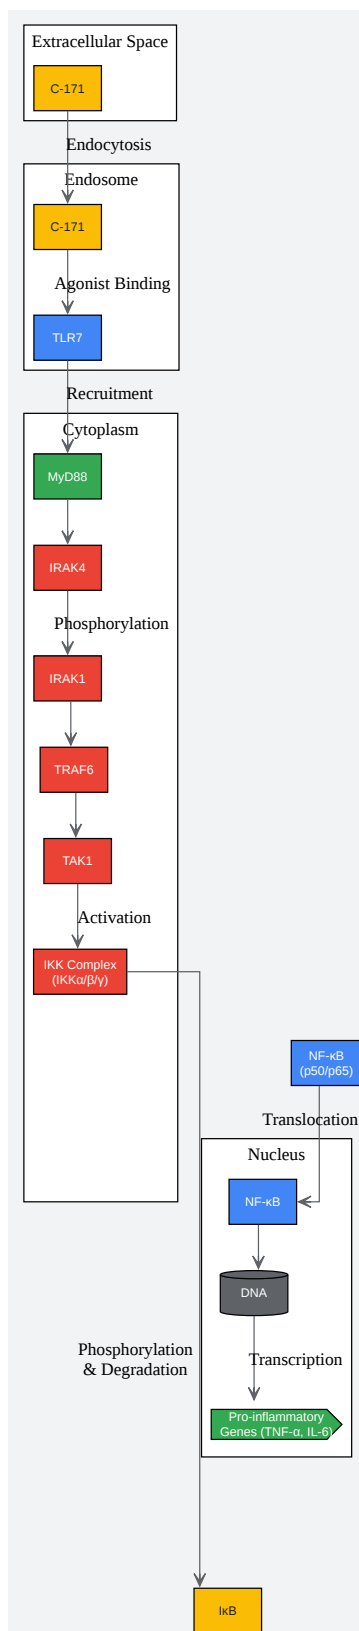 Extracellular Space
C-171
Endocytosis
Endosome
C-171
Agonist Binding
TLR7
Recruitment
Cytoplasm
MyD88
IRAK4
Phosphorylation
IRAK1
TRAF6
TAK1
Activation
IKK Complex
(IKKα/β/γ)
NF-κB
(p50/p65)
Translocation
Nucleus
NF-κB
DNA
Phosphorylation
& Degradation
Transcription
Pro-inflammatory
Genes (TNF-α, IL-6)
IκB